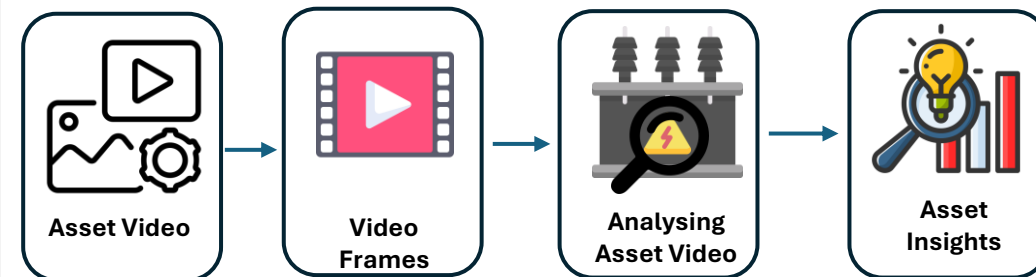 Asset Video
Video
Frames
Analysing
Asset Video
Asset
Insights